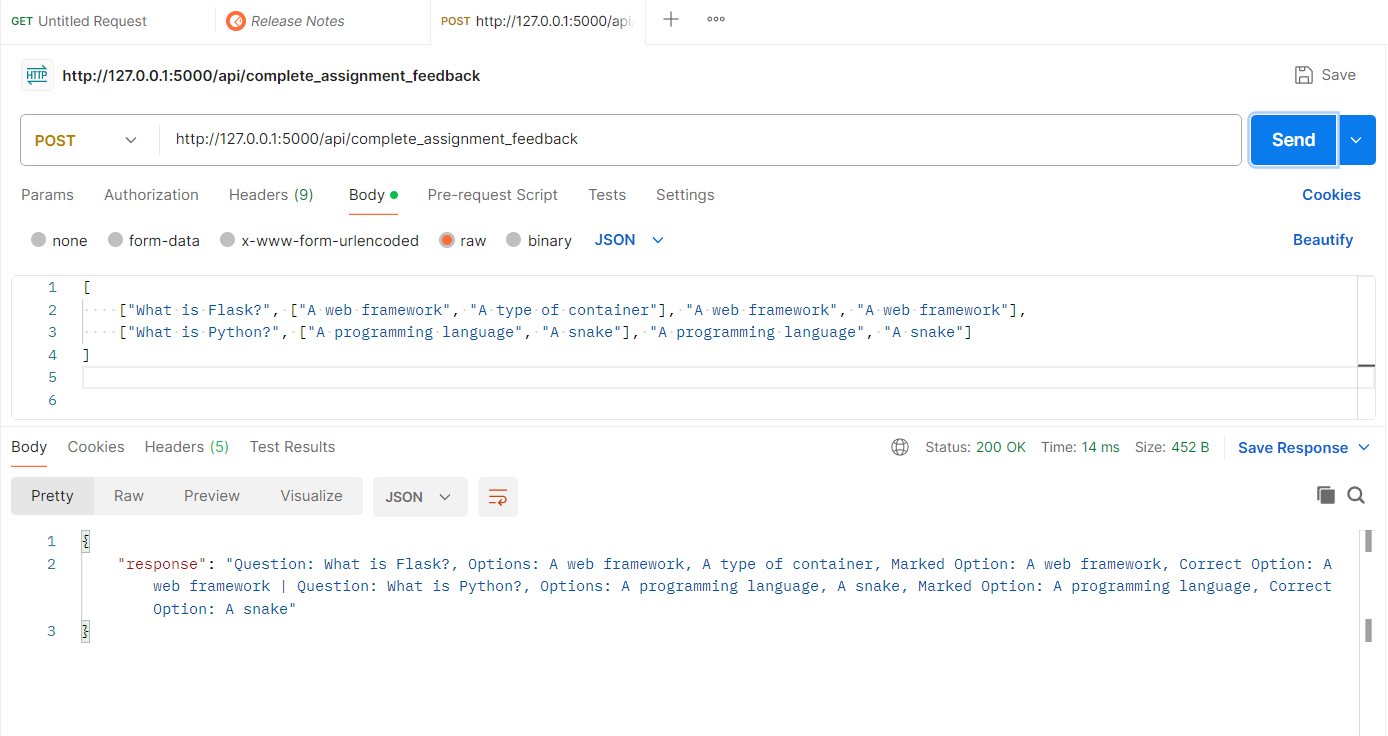 GET Untitled Request
Release Notes
POST http://127.0.0.1:5000/api
HTTP http://127.0.0.1:5000/api/complete_assignment_feedback
Save
POST http://127.0.0.1:5000/api/complete_assignment_feedback
Send
Params Authorization Headers (9) Body Pre-request Script Tests Settings Cookies
none form-data x-www-form-urlencoded raw binary JSON Beautify
1 [
2 ["What is Flask?", ["A web framework", "A type of container"], "A web framework", "A web framework"],
3 ["What is Python?", ["A programming language", "A snake"], "A programming language", "A snake"]
4 ]
5
6
Body Cookies Headers (5) Test Results Status: 200 OK Time: 14 ms Size: 452 B Save Response
Pretty Raw Preview Visualize JSON
1 {
2 "response": "Question: What is Flask?, Options: A web framework, A type of container, Marked Option: A web framework, Correct Option: A
web framework | Question: What is Python?, Options: A programming language, A snake, Marked Option: A programming language, Correct
Option: A snake"
3 }